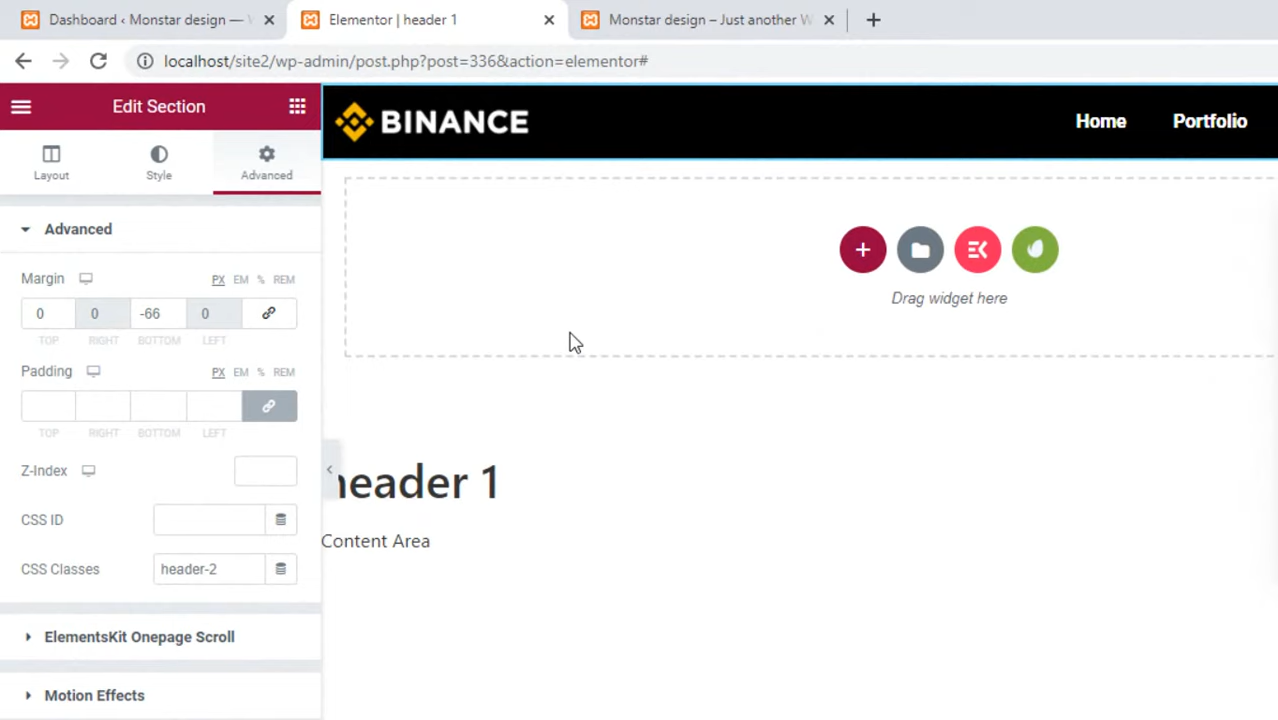 Dashboard ‹ Monstar design —
Elementor | header 1
Monstar design – Just another W
localhost/site2/wp-admin/post.php?post=336&action=elementor#
Edit Section
BINANCE
Home
Portfolio
Layout
Style
Advanced
Advanced
Margin
PX EM % REM
0 0 -66 0
TOP RIGHT BOTTOM LEFT
Drag widget here
Padding
PX EM % REM
TOP RIGHT BOTTOM LEFT
Z-Index
header 1
CSS ID
Content Area
CSS Classes
header-2
ElementsKit Onepage Scroll
Motion Effects